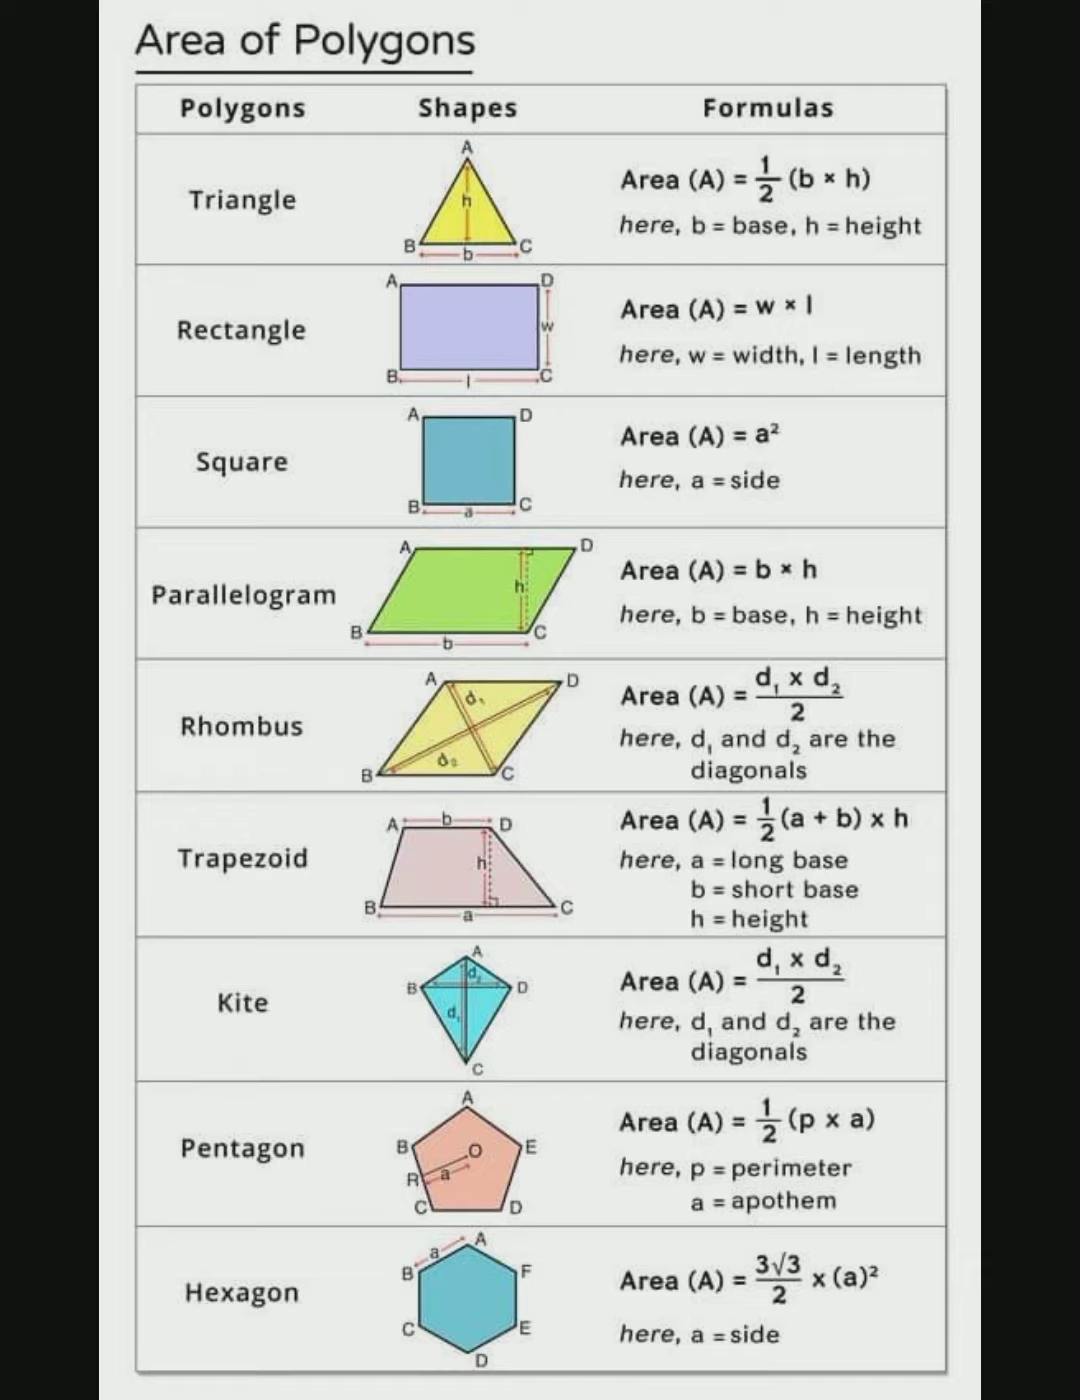 Area of Polygons
Polygons Shapes Formulas
Triangle
A
h
B
C
b
Area (A) = 1/2 (b × h)
here, b = base, h = height
Rectangle
A
D
w
B
C
l
Area (A) = w × l
here, w = width, l = length
Square
A
D
B
C
a
Area (A) = a²
here, a = side
Parallelogram
A
D
h
B
C
b
Area (A) = b × h
here, b = base, h = height
Rhombus
A
D
d₁
d₂
B
C
Area (A) = d₁ x d₂ / 2
here, d₁ and d₂ are the
diagonals
Trapezoid
b
A
D
h
B
C
a
Area (A) = 1/2 (a + b) x h
here, a = long base
b = short base
h = height
Kite
A
d₂
B
D
d₁
C
Area (A) = d₁ x d₂ / 2
here, d₁ and d₂ are the
diagonals
Pentagon
A
B
E
O
R
a
C
D
Area (A) = 1/2 (p x a)
here, p = perimeter
a = apothem
Hexagon
a
A
B
F
C
E
D
Area (A) = 3√3/2 x (a)²
here, a = side